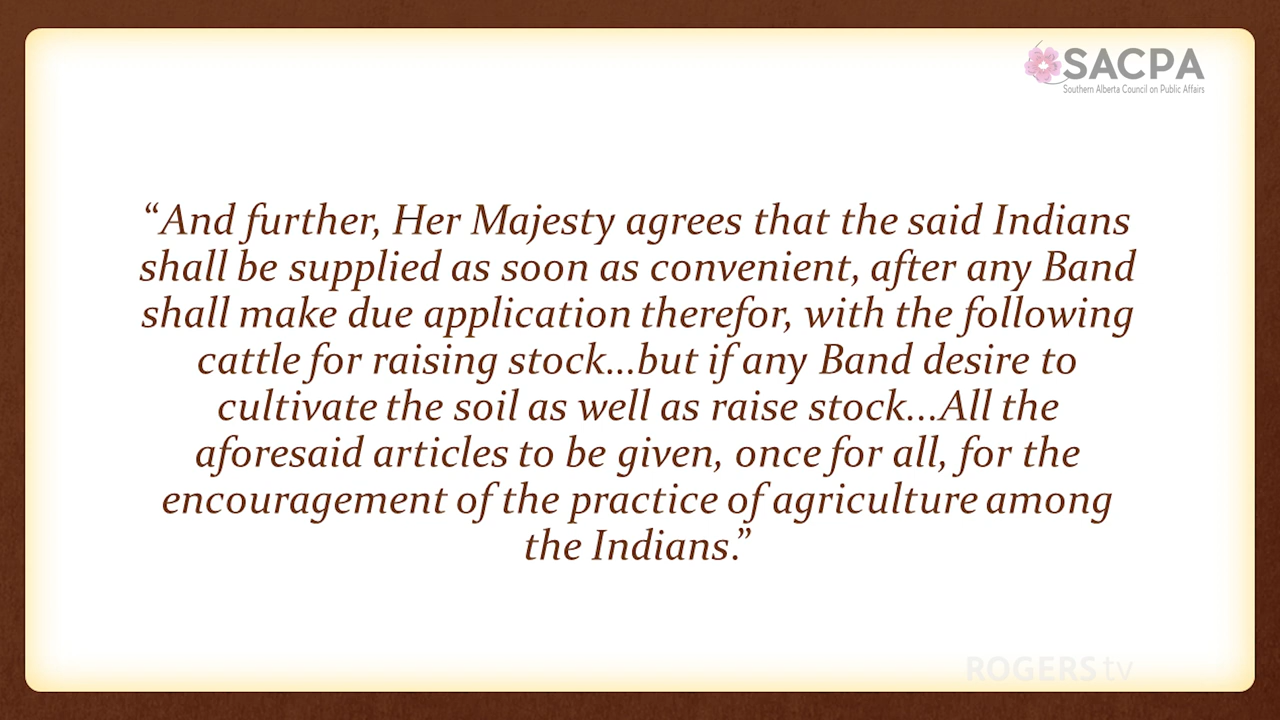 SACPA
Southern Alberta Council on Public Affairs
“And further, Her Majesty agrees that the said Indians
shall be supplied as soon as convenient, after any Band
shall make due application therefor, with the following
cattle for raising stock...but if any Band desire to
cultivate the soil as well as raise stock...All the
aforesaid articles to be given, once for all, for the
encouragement of the practice of agriculture among
the Indians.”
ROGERS tv